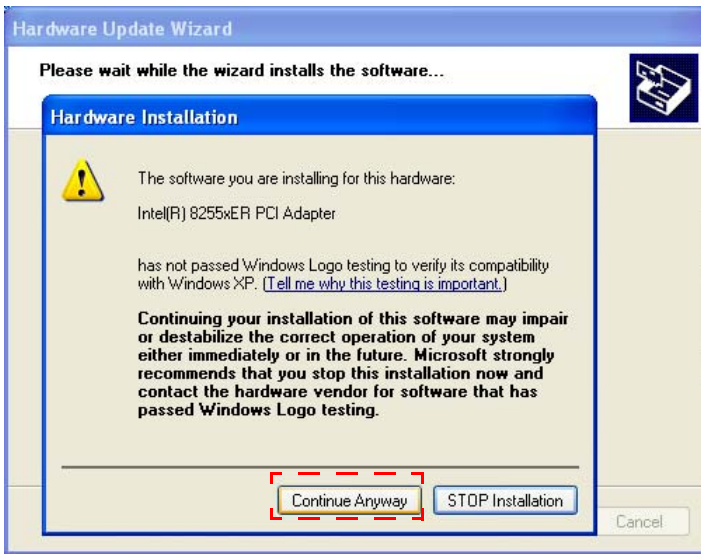 Hardware Update Wizard
Please wait while the wizard installs the software...
Hardware Installation
The software you are installing for this hardware:
Intel(R) 8255xER PCI Adapter
has not passed Windows Logo testing to verify its compatibility
with Windows XP. (Tell me why this testing is important.)
Continuing your installation of this software may impair
or destabilize the correct operation of your system
either immediately or in the future. Microsoft strongly
recommends that you stop this installation now and
contact the hardware vendor for software that has
passed Windows Logo testing.
Continue Anyway
STOP Installation
Cancel